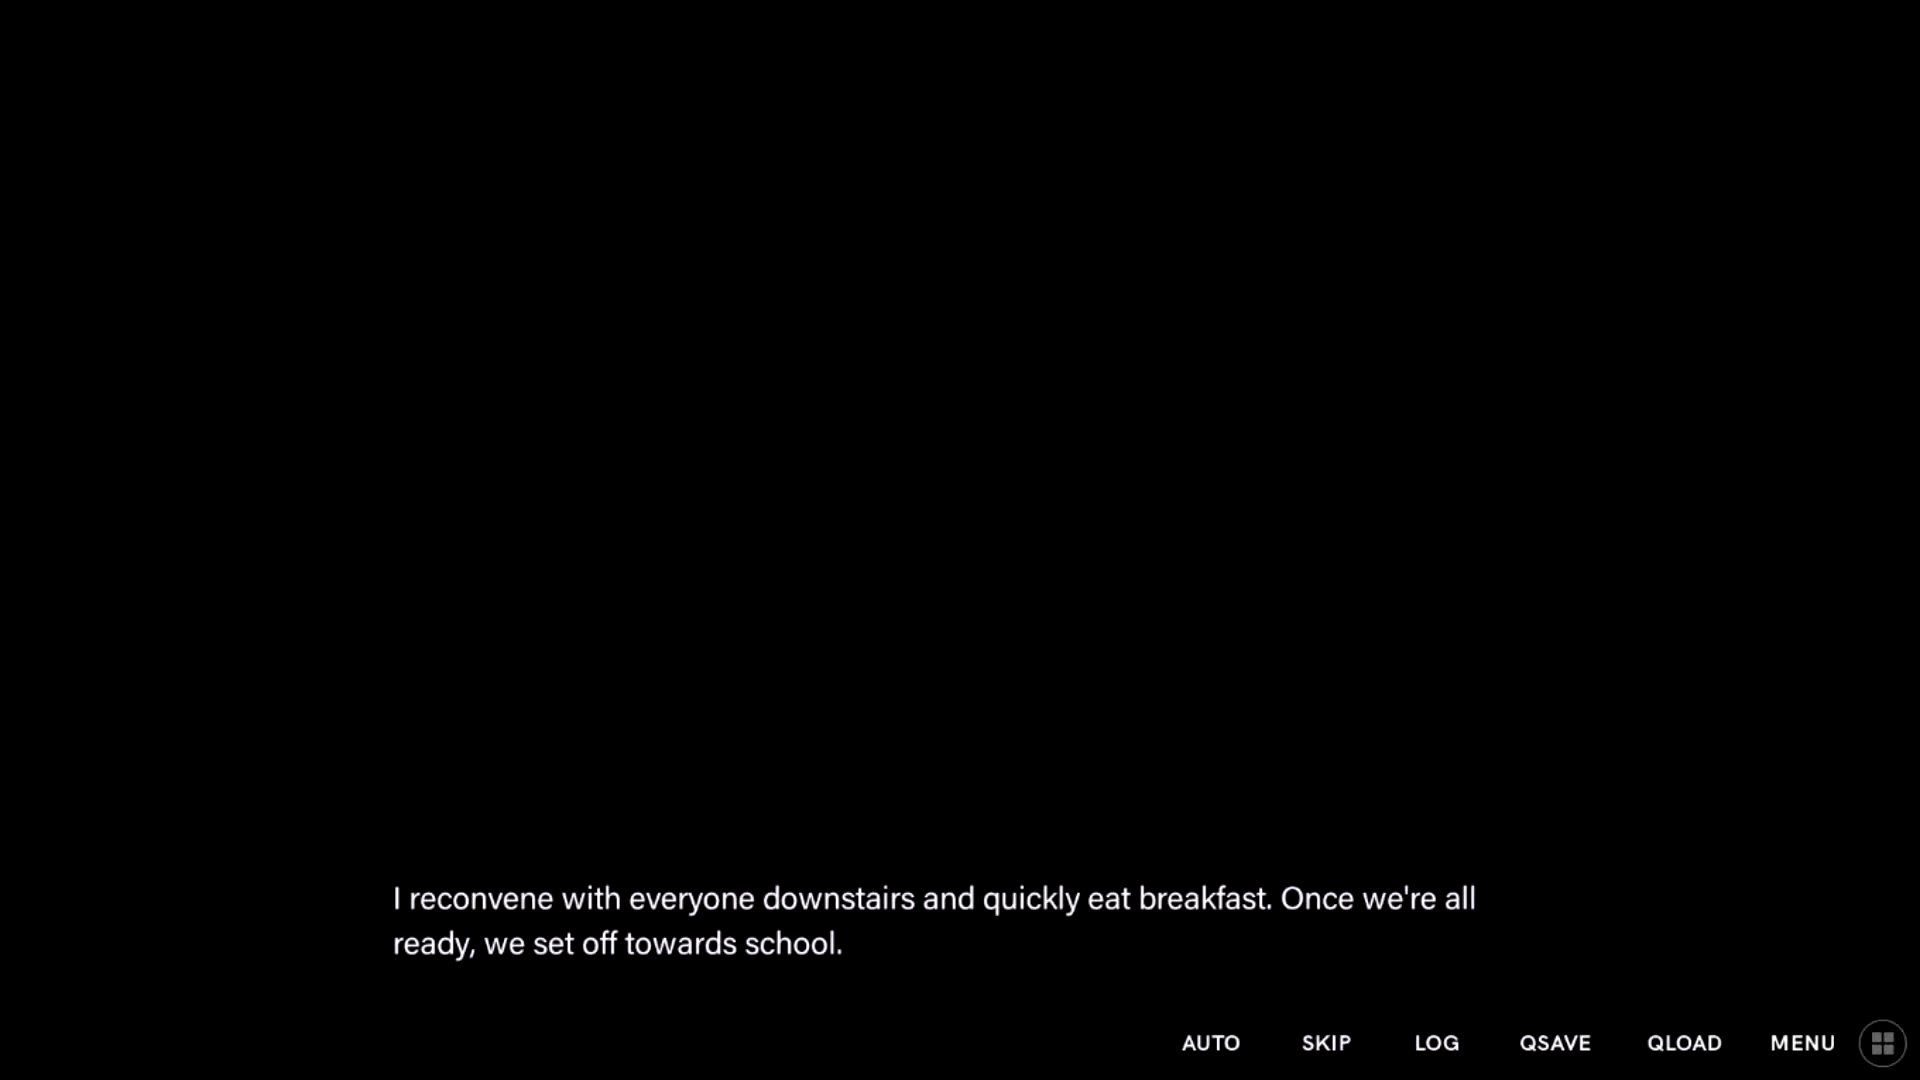 I reconvene with everyone downstairs and quickly eat breakfast. Once we're all
ready, we set off towards school.
AUTO SKIP LOG QSAVE QLOAD MENU